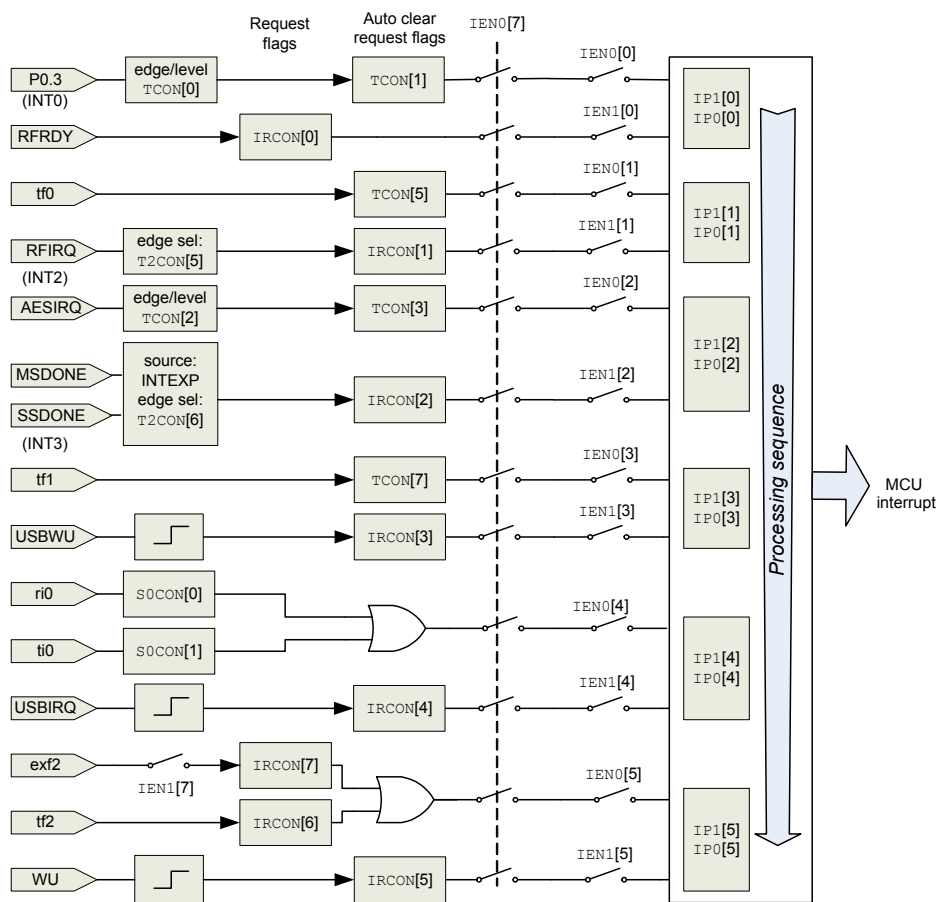 Request
flags
Auto clear
request flags
IEN0[7]
P0.3
(INT0)
edge/level
TCON[0]
TCON[1]
IEN0[0]
IP1[0]
IP0[0]
RFRDY
IRCON[0]
IEN1[0]
tf0
TCON[5]
IEN0[1]
IP1[1]
IP0[1]
RFIRQ
(INT2)
edge sel:
T2CON[5]
IRCON[1]
IEN1[1]
AESIRQ
edge/level
TCON[2]
TCON[3]
IEN0[2]
IP1[2]
IP0[2]
MSDONE
SSDONE
(INT3)
source:
INTEXP
edge sel:
T2CON[6]
IRCON[2]
IEN1[2]
tf1
TCON[7]
IEN0[3]
IP1[3]
IP0[3]
USBWU
IRCON[3]
IEN1[3]
ri0
S0CON[0]
ti0
S0CON[1]
IEN0[4]
IP1[4]
IP0[4]
USBIRQ
IRCON[4]
IEN1[4]
exf2
IEN1[7]
IRCON[7]
tf2
IRCON[6]
IEN0[5]
IP1[5]
IP0[5]
WU
IRCON[5]
IEN1[5]
Processing sequence
MCU
interrupt